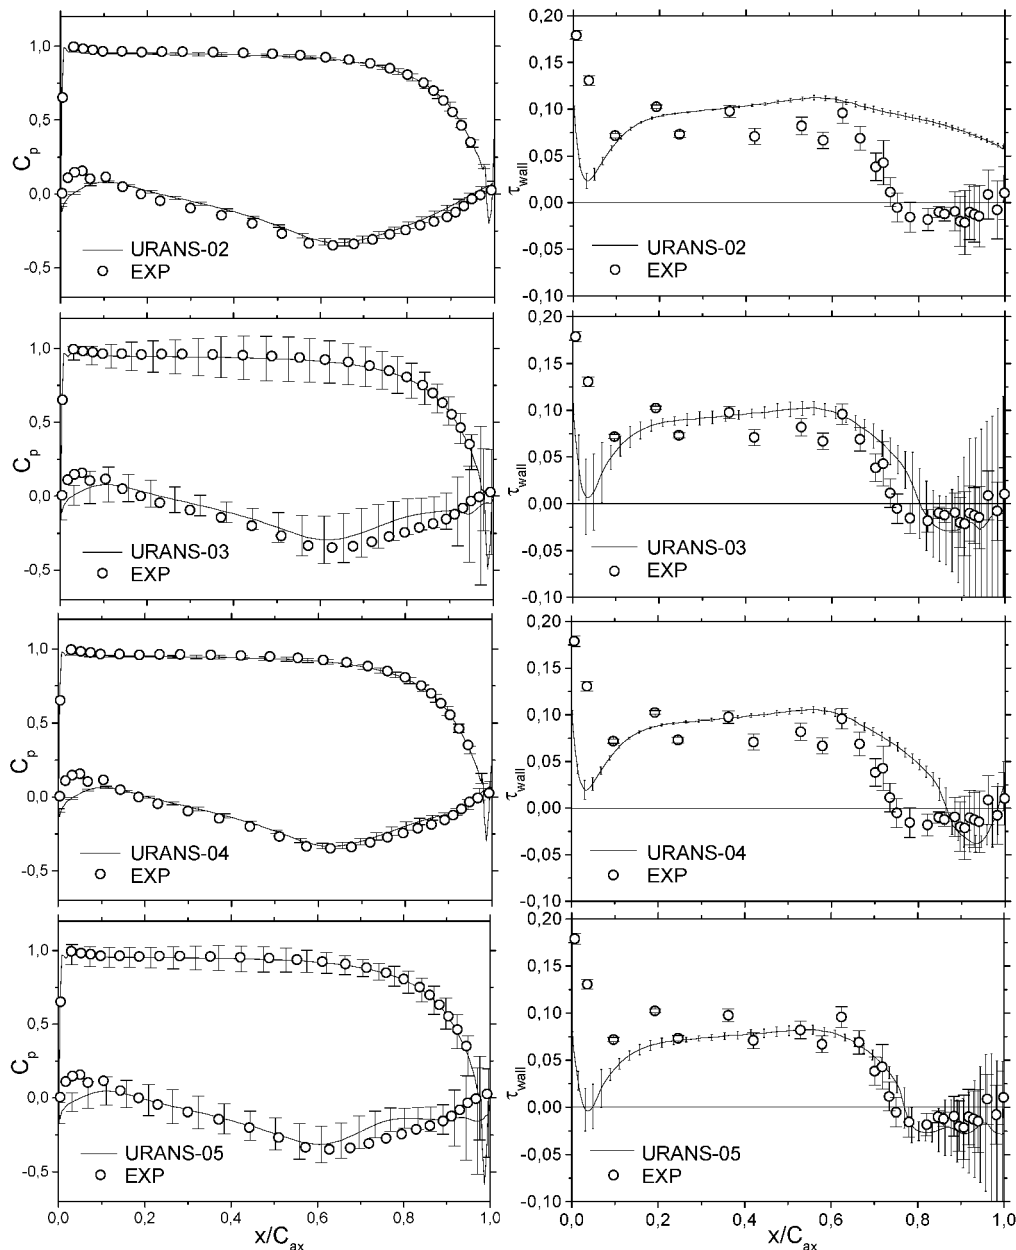 1,0
0,5
0,0
-0,5
C_p
URANS-02
EXP
0,20
0,15
0,10
0,05
0,00
-0,05
-0,10
τ_wall
URANS-02
EXP
1,0
0,5
0,0
-0,5
C_p
URANS-03
EXP
0,20
0,15
0,10
0,05
0,00
-0,05
-0,10
τ_wall
URANS-03
EXP
1,0
0,5
0,0
-0,5
C_p
URANS-04
EXP
0,20
0,15
0,10
0,05
0,00
-0,05
-0,10
τ_wall
URANS-04
EXP
1,0
0,5
0,0
-0,5
C_p
URANS-05
EXP
0,0 0,2 0,4 0,6 0,8 1,0
x/C_ax
0,20
0,15
0,10
0,05
0,00
-0,05
-0,10
τ_wall
URANS-05
EXP
0,0 0,2 0,4 0,6 0,8 1,0
x/C_ax